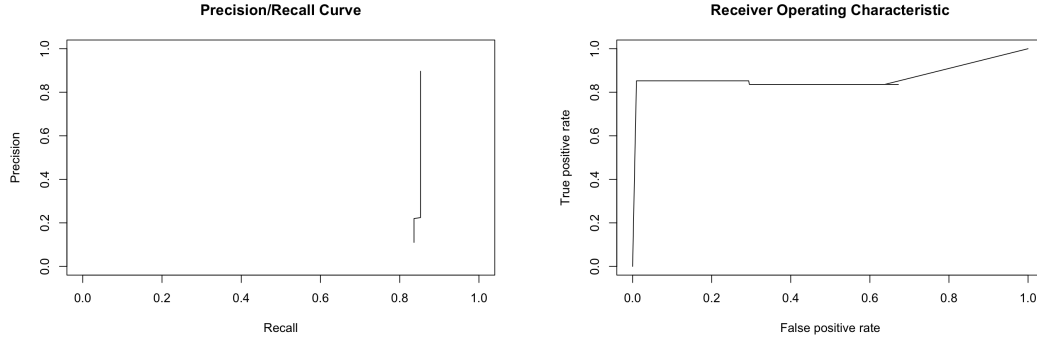 Precision/Recall Curve
Precision
0.0 0.2 0.4 0.6 0.8 1.0
0.0 0.2 0.4 0.6 0.8 1.0
Recall
Receiver Operating Characteristic
True positive rate
0.0 0.2 0.4 0.6 0.8 1.0
0.0 0.2 0.4 0.6 0.8 1.0
False positive rate